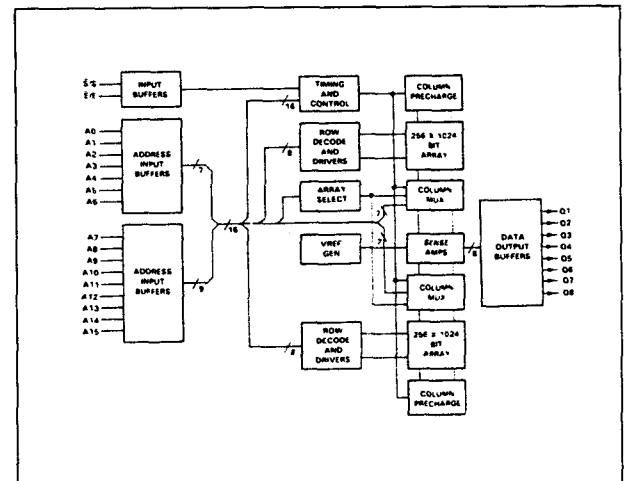 S/S
E/E
INPUT
BUFFERS
TIMING
AND
CONTROL
16
COLUMN
PRECHARGE
A0
A1
A2
A3
A4
A5
A6
ADDRESS
INPUT
BUFFERS
7
8
ROW
DECODE
AND
DRIVERS
256 X 1024
BIT
ARRAY
ARRAY
SELECT
COLUMN
MUX
7
16
7
VREF
GEN
SENSE
AMPS
8
DATA
OUTPUT
BUFFERS
Q1
Q2
Q3
Q4
Q5
Q6
Q7
Q8
A7
A8
A9
A10
A11
A12
A13
A14
A15
ADDRESS
INPUT
BUFFERS
9
COLUMN
MUX
8
ROW
DECODE
AND
DRIVERS
256 X 1024
BIT
ARRAY
COLUMN
PRECHARGE